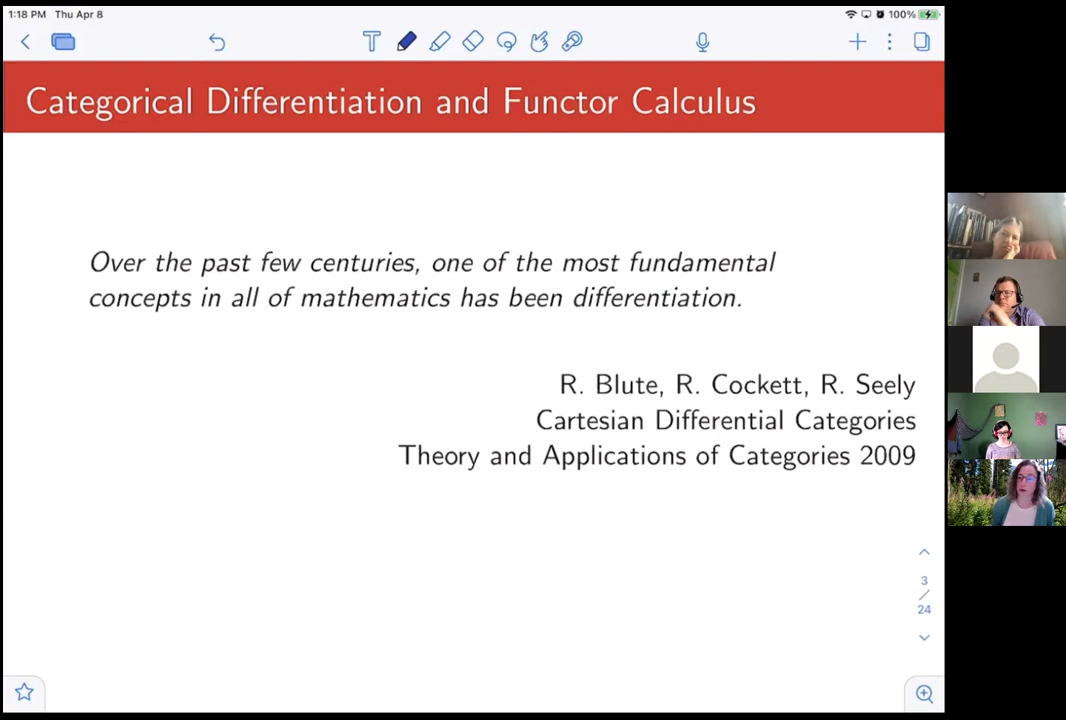 1:18 PM Thu Apr 8
100%
Categorical Differentiation and Functor Calculus
Over the past few centuries, one of the most fundamental
concepts in all of mathematics has been differentiation.
R. Blute, R. Cockett, R. Seely
Cartesian Differential Categories
Theory and Applications of Categories 2009
3
/
24